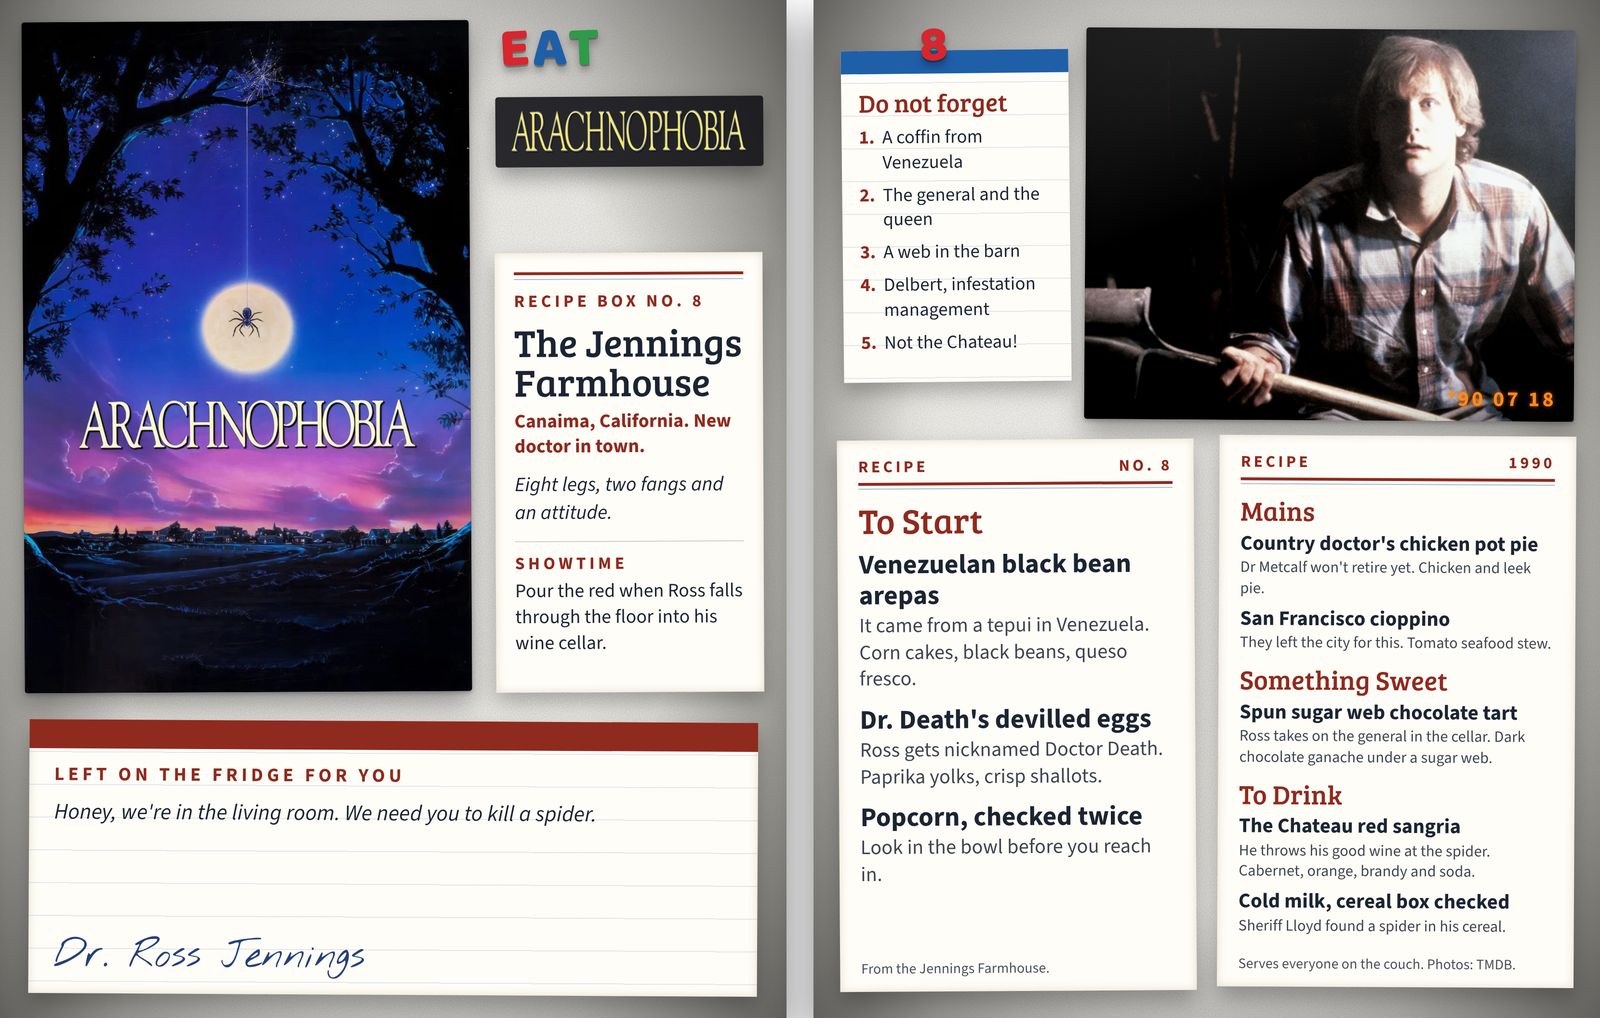 EAT
ARACHNOPHOBIA
ARACHNOPHOBIA
RECIPE BOX NO. 8
The Jennings
Farmhouse
Canaima, California. New
doctor in town.
Eight legs, two fangs and
an attitude.
SHOWTIME
Pour the red when Ross falls
through the floor into his
wine cellar.
LEFT ON THE FRIDGE FOR YOU
Honey, we're in the living room. We need you to kill a spider.
Dr. Ross Jennings
8
Do not forget
1. A coffin from
Venezuela
2. The general and the
queen
3. A web in the barn
4. Delbert, infestation
management
5. Not the Chateau!
'90 07 18
RECIPE NO. 8
To Start
Venezuelan black bean
arepas
It came from a tepui in Venezuela.
Corn cakes, black beans, queso
fresco.
Dr. Death's devilled eggs
Ross gets nicknamed Doctor Death.
Paprika yolks, crisp shallots.
Popcorn, checked twice
Look in the bowl before you reach
in.
From the Jennings Farmhouse.
RECIPE 1990
Mains
Country doctor's chicken pot pie
Dr Metcalf won't retire yet. Chicken and leek
pie.
San Francisco cioppino
They left the city for this. Tomato seafood stew.
Something Sweet
Spun sugar web chocolate tart
Ross takes on the general in the cellar. Dark
chocolate ganache under a sugar web.
To Drink
The Chateau red sangria
He throws his good wine at the spider.
Cabernet, orange, brandy and soda.
Cold milk, cereal box checked
Sheriff Lloyd found a spider in his cereal.
Serves everyone on the couch. Photos: TMDB.